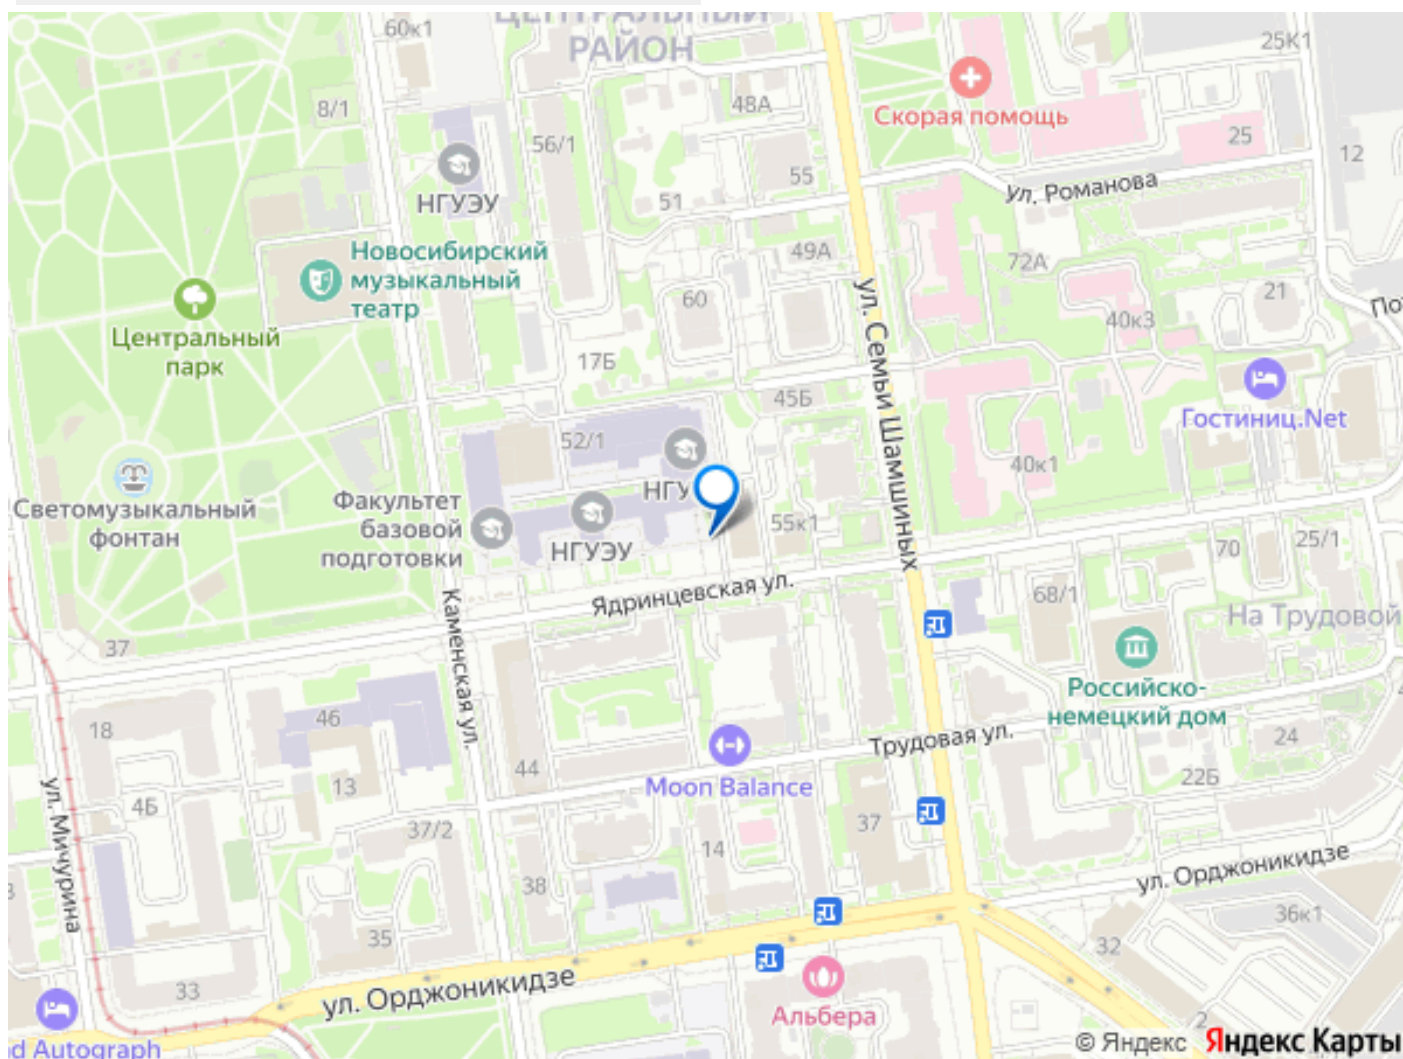 ЦЕНТРАЛЬНЫЙ
РАЙОН
60к1
25К1
Скорая помощь
8/1
48А
56/1
25
12
55
НГУЭУ
51
ул. Романова
Новосибирский
музыкальный
театр
49А
72А
60
21
40к3
Центральный
парк
17Б
ул. Семьи Шамшиных
45Б
Гостиниц.Net
52/1
40к1
НГУ
Светомузыкальный
фонтан
Факультет
базовой
подготовки
НГУЭУ
55к1
70
25/1
Ядринцевская ул.
68/1
На Трудовой
37
Каменская ул.
Российско-
немецкий дом
18
46
44
Трудовая ул.
24
22Б
13
Moon Balance
4Б
ул. Мичурина
37/2
37
14
38
ул. Орджоникидзе
36к1
35
32
33
ул. Орджоникидзе
Альбера
2
d Autograph
© Яндекс Яндекс Карты